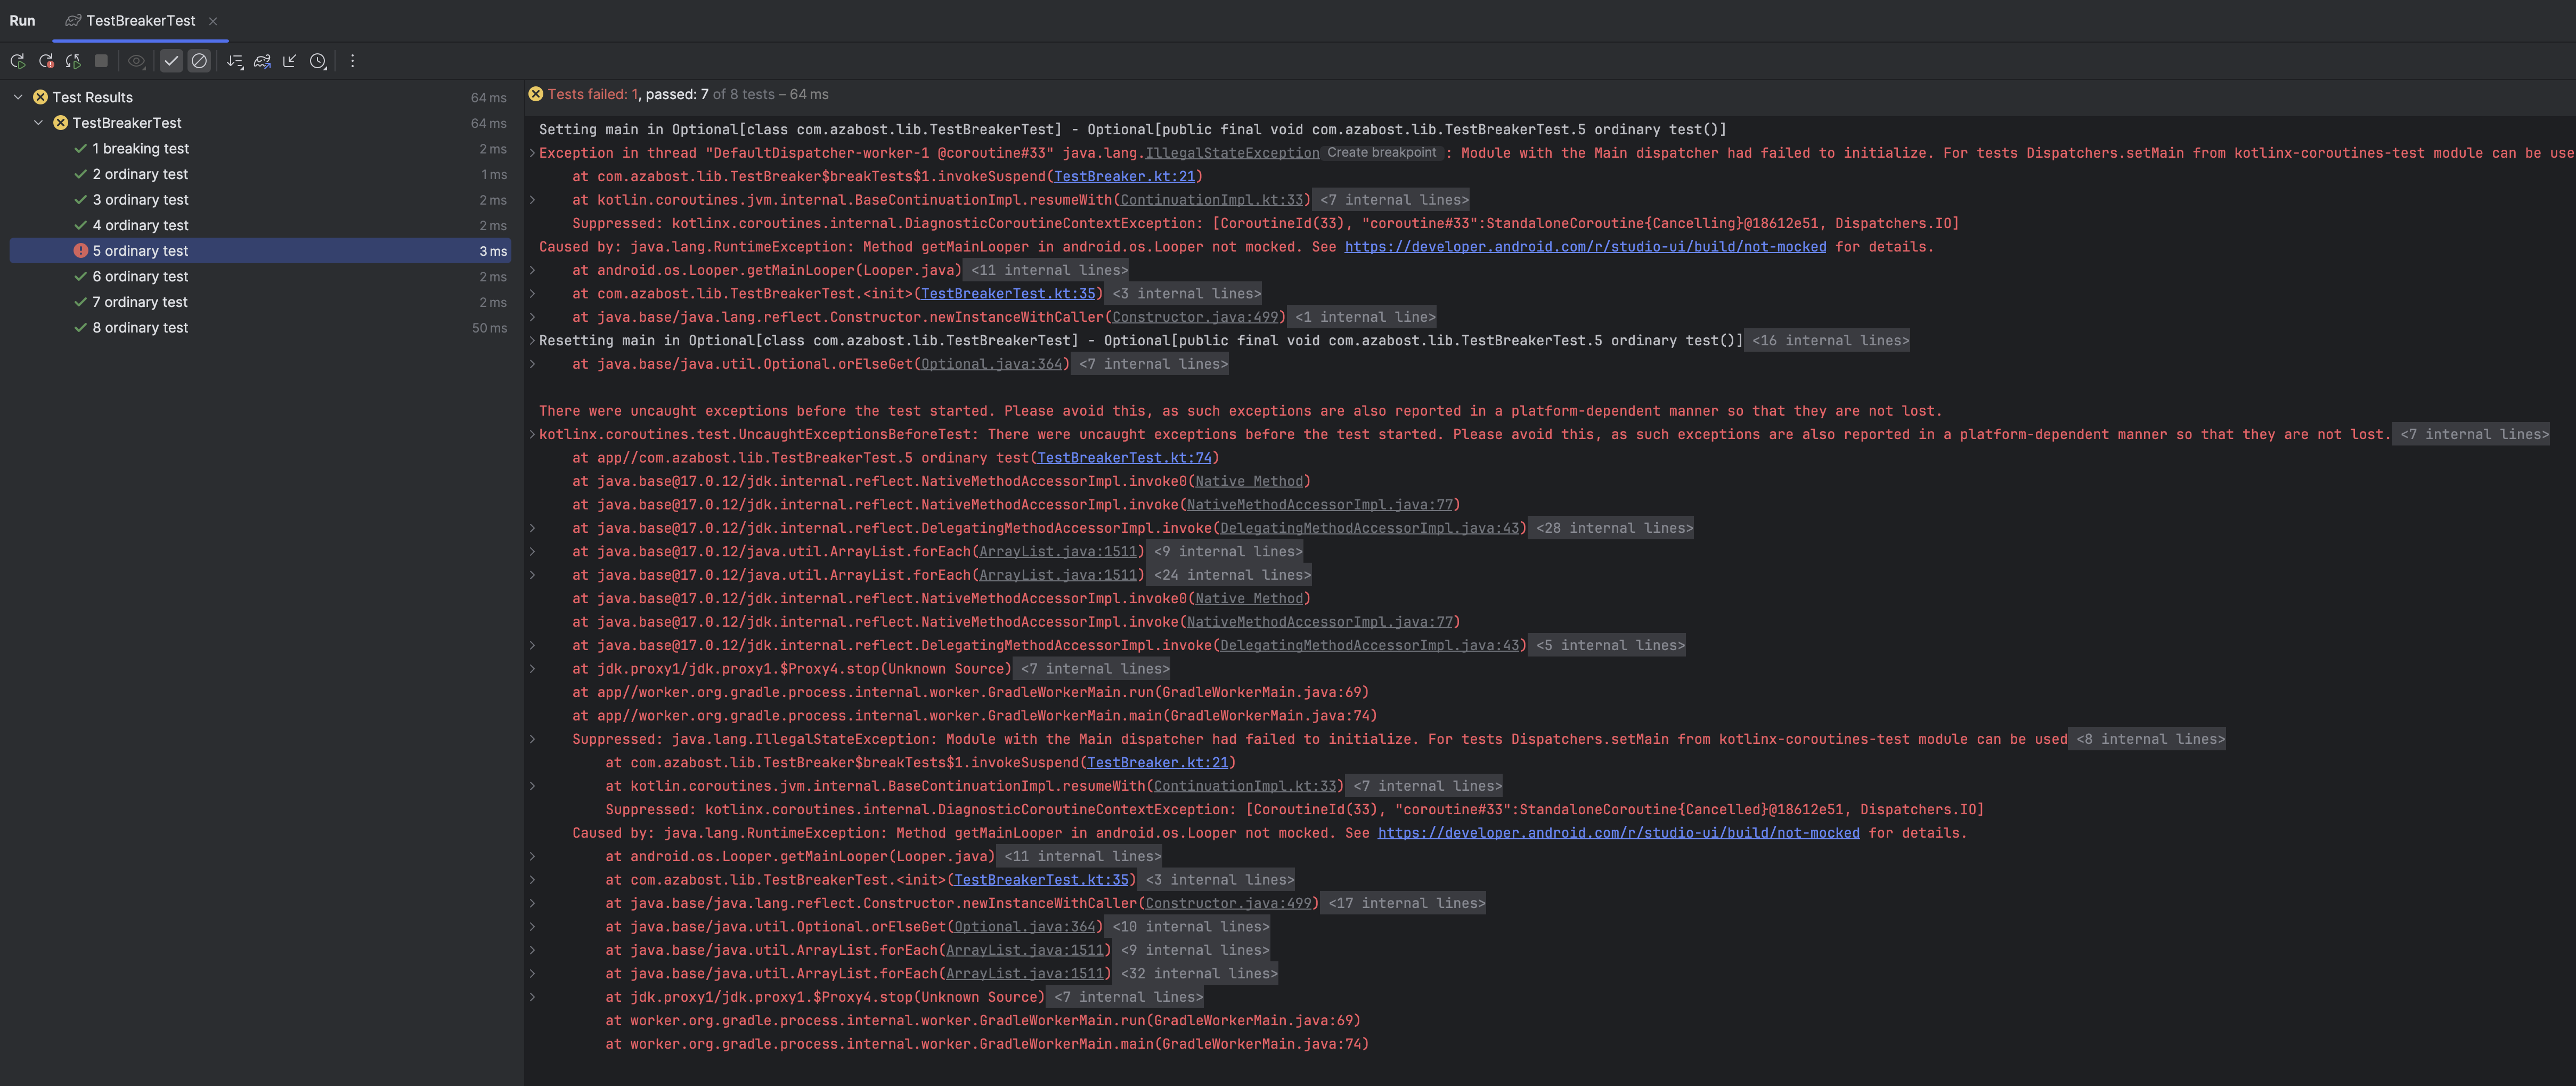 Run
TestBreakerTest
Test Results 64 ms
TestBreakerTest 64 ms
1 breaking test 2 ms
2 ordinary test 1 ms
3 ordinary test 2 ms
4 ordinary test 2 ms
5 ordinary test 3 ms
6 ordinary test 2 ms
7 ordinary test 2 ms
8 ordinary test 50 ms
Tests failed: 1, passed: 7 of 8 tests – 64 ms
Setting main in Optional[class com.azabost.lib.TestBreakerTest] - Optional[public final void com.azabost.lib.TestBreakerTest.5 ordinary test()]
Exception in thread "DefaultDispatcher-worker-1 @coroutine#33" java.lang.IllegalStateException Create breakpoint : Module with the Main dispatcher had failed to initialize. For tests Dispatchers.setMain from kotlinx-coroutines-test module can be use
at com.azabost.lib.TestBreaker$breakTests$1.invokeSuspend(TestBreaker.kt:21)
at kotlin.coroutines.jvm.internal.BaseContinuationImpl.resumeWith(ContinuationImpl.kt:33) <7 internal lines>
Suppressed: kotlinx.coroutines.internal.DiagnosticCoroutineContextException: [CoroutineId(33), "coroutine#33":StandaloneCoroutine{Cancelling}@18612e51, Dispatchers.IO]
Caused by: java.lang.RuntimeException: Method getMainLooper in android.os.Looper not mocked. See https://developer.android.com/r/studio-ui/build/not-mocked for details.
at android.os.Looper.getMainLooper(Looper.java) <11 internal lines>
at com.azabost.lib.TestBreakerTest.<init>(TestBreakerTest.kt:35) <3 internal lines>
at java.base/java.lang.reflect.Constructor.newInstanceWithCaller(Constructor.java:499) <1 internal line>
Resetting main in Optional[class com.azabost.lib.TestBreakerTest] - Optional[public final void com.azabost.lib.TestBreakerTest.5 ordinary test()] <16 internal lines>
at java.base/java.util.Optional.orElseGet(Optional.java:364) <7 internal lines>
There were uncaught exceptions before the test started. Please avoid this, as such exceptions are also reported in a platform-dependent manner so that they are not lost.
kotlinx.coroutines.test.UncaughtExceptionsBeforeTest: There were uncaught exceptions before the test started. Please avoid this, as such exceptions are also reported in a platform-dependent manner so that they are not lost. <7 internal lines>
at app//com.azabost.lib.TestBreakerTest.5 ordinary test(TestBreakerTest.kt:74)
at java.base@17.0.12/jdk.internal.reflect.NativeMethodAccessorImpl.invoke0(Native Method)
at java.base@17.0.12/jdk.internal.reflect.NativeMethodAccessorImpl.invoke(NativeMethodAccessorImpl.java:77)
at java.base@17.0.12/jdk.internal.reflect.DelegatingMethodAccessorImpl.invoke(DelegatingMethodAccessorImpl.java:43) <28 internal lines>
at java.base@17.0.12/java.util.ArrayList.forEach(ArrayList.java:1511) <9 internal lines>
at java.base@17.0.12/java.util.ArrayList.forEach(ArrayList.java:1511) <24 internal lines>
at java.base@17.0.12/jdk.internal.reflect.NativeMethodAccessorImpl.invoke0(Native Method)
at java.base@17.0.12/jdk.internal.reflect.NativeMethodAccessorImpl.invoke(NativeMethodAccessorImpl.java:77)
at java.base@17.0.12/jdk.internal.reflect.DelegatingMethodAccessorImpl.invoke(DelegatingMethodAccessorImpl.java:43) <5 internal lines>
at jdk.proxy1/jdk.proxy1.$Proxy4.stop(Unknown Source) <7 internal lines>
at app//worker.org.gradle.process.internal.worker.GradleWorkerMain.run(GradleWorkerMain.java:69)
at app//worker.org.gradle.process.internal.worker.GradleWorkerMain.main(GradleWorkerMain.java:74)
Suppressed: java.lang.IllegalStateException: Module with the Main dispatcher had failed to initialize. For tests Dispatchers.setMain from kotlinx-coroutines-test module can be used <8 internal lines>
at com.azabost.lib.TestBreaker$breakTests$1.invokeSuspend(TestBreaker.kt:21)
at kotlin.coroutines.jvm.internal.BaseContinuationImpl.resumeWith(ContinuationImpl.kt:33) <7 internal lines>
Suppressed: kotlinx.coroutines.internal.DiagnosticCoroutineContextException: [CoroutineId(33), "coroutine#33":StandaloneCoroutine{Cancelled}@18612e51, Dispatchers.IO]
Caused by: java.lang.RuntimeException: Method getMainLooper in android.os.Looper not mocked. See https://developer.android.com/r/studio-ui/build/not-mocked for details.
at android.os.Looper.getMainLooper(Looper.java) <11 internal lines>
at com.azabost.lib.TestBreakerTest.<init>(TestBreakerTest.kt:35) <3 internal lines>
at java.base/java.lang.reflect.Constructor.newInstanceWithCaller(Constructor.java:499) <17 internal lines>
at java.base/java.util.Optional.orElseGet(Optional.java:364) <10 internal lines>
at java.base/java.util.ArrayList.forEach(ArrayList.java:1511) <9 internal lines>
at java.base/java.util.ArrayList.forEach(ArrayList.java:1511) <32 internal lines>
at jdk.proxy1/jdk.proxy1.$Proxy4.stop(Unknown Source) <7 internal lines>
at worker.org.gradle.process.internal.worker.GradleWorkerMain.run(GradleWorkerMain.java:69)
at worker.org.gradle.process.internal.worker.GradleWorkerMain.main(GradleWorkerMain.java:74)